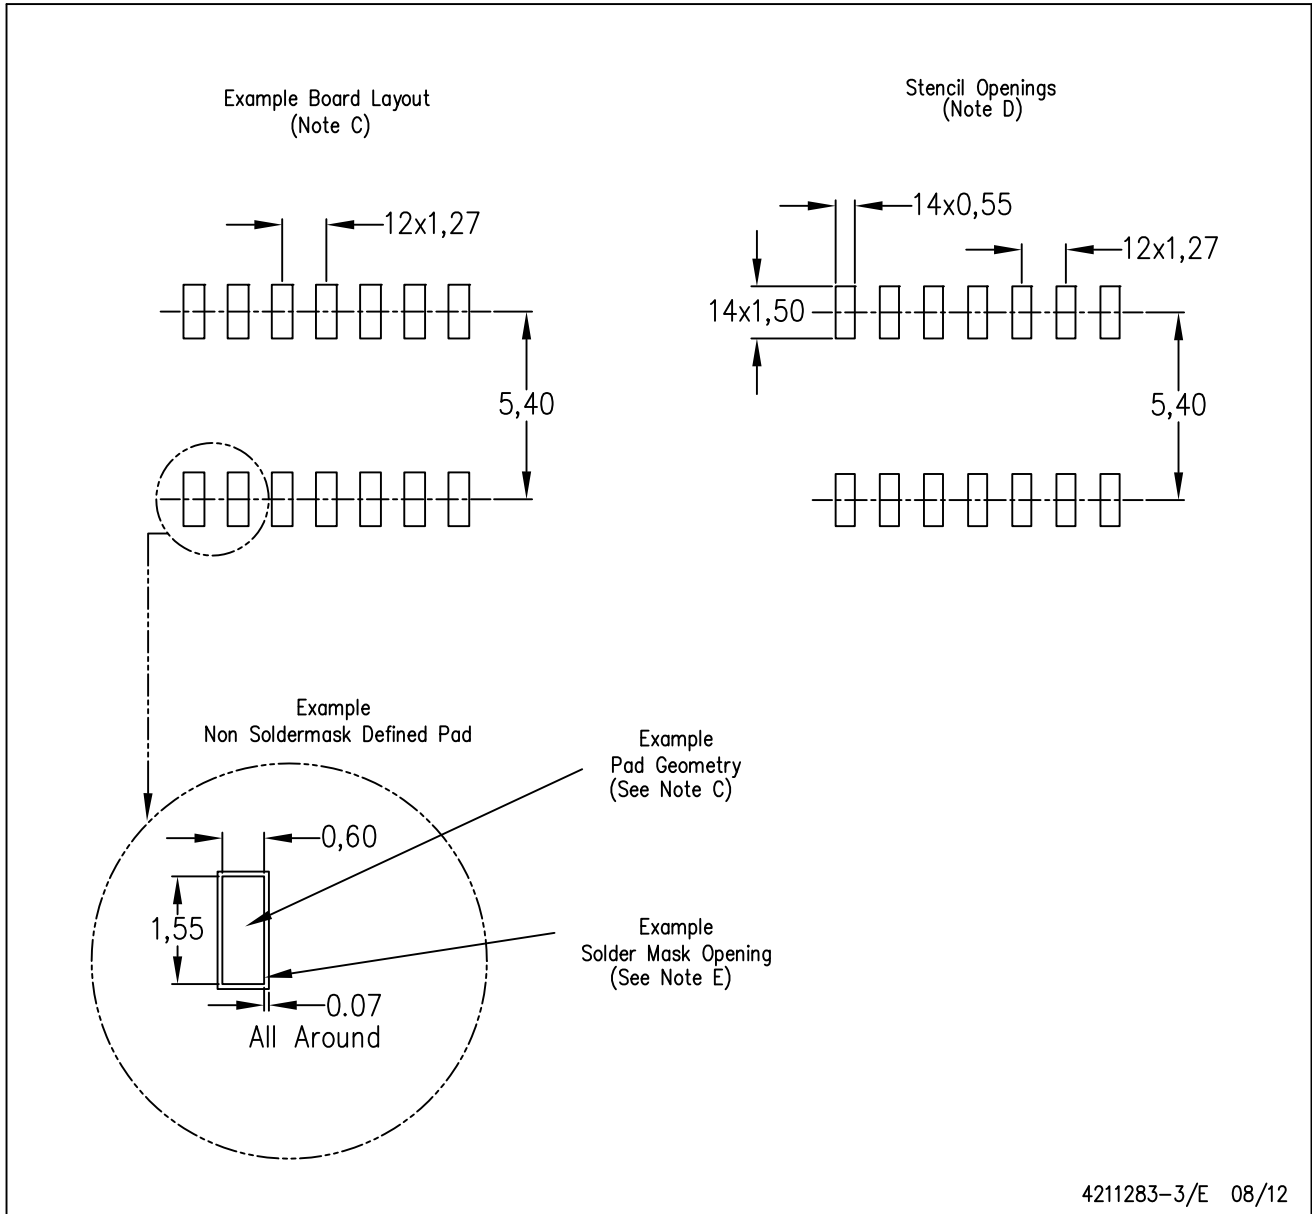 Example Board Layout
(Note C)
Stencil Openings
(Note D)
12x1,27
5,40
14x0,55
12x1,27
14x1,50
5,40
Example
Non Soldermask Defined Pad
0,60
1,55
0.07
All Around
Example
Pad Geometry
(See Note C)
Example
Solder Mask Opening
(See Note E)
4211283-3/E 08/12